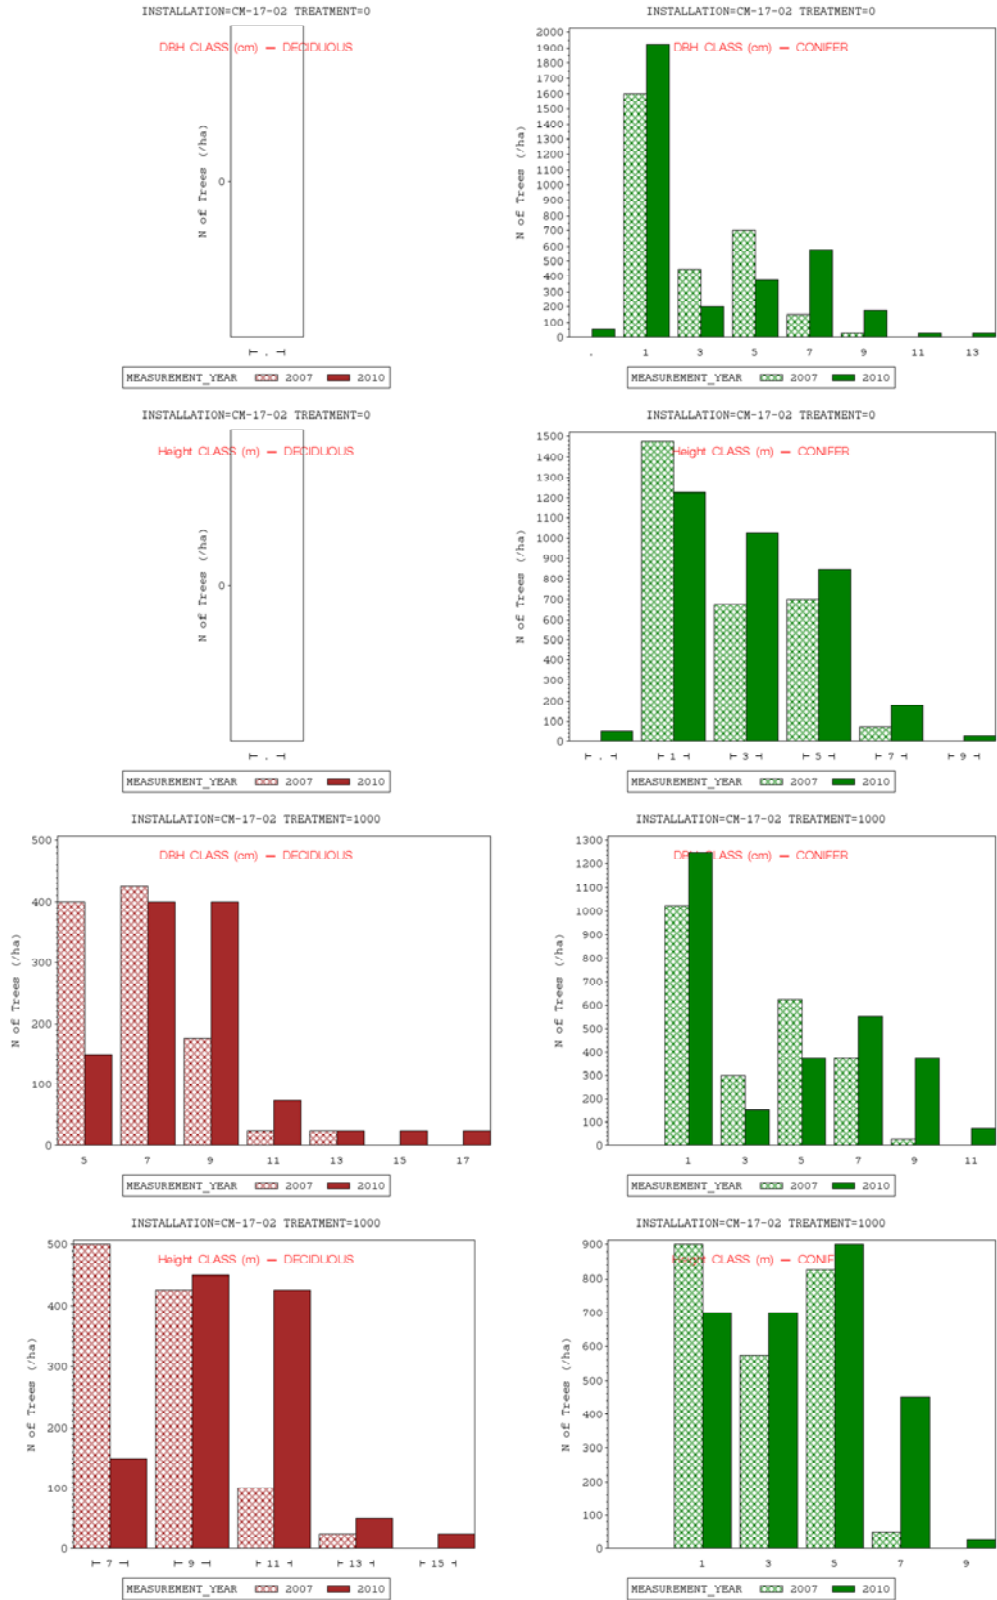 INSTALLATION=CM-17-02 TREATMENT=0
DBH CLASS (cm) — DECIDUOUS
N of Trees (/ha)
0
.
MEASUREMENT_YEAR 2007 2010
INSTALLATION=CM-17-02 TREATMENT=0
DBH CLASS (cm) — CONIFER
N of Trees (/ha)
2000
1900
1800
1700
1600
1500
1400
1300
1200
1100
1000
900
800
700
600
500
400
300
200
100
0
. 1 3 5 7 9 11 13
MEASUREMENT_YEAR 2007 2010
INSTALLATION=CM-17-02 TREATMENT=0
Height CLASS (m) — DECIDUOUS
N of Trees (/ha)
0
.
MEASUREMENT_YEAR 2007 2010
INSTALLATION=CM-17-02 TREATMENT=0
Height CLASS (m) — CONIFER
N of Trees (/ha)
1500
1400
1300
1200
1100
1000
900
800
700
600
500
400
300
200
100
0
. 1 3 5 7 9
MEASUREMENT_YEAR 2007 2010
INSTALLATION=CM-17-02 TREATMENT=1000
DBH CLASS (cm) — DECIDUOUS
N of Trees (/ha)
500
400
300
200
100
0
5 7 9 11 13 15 17
MEASUREMENT_YEAR 2007 2010
INSTALLATION=CM-17-02 TREATMENT=1000
DBH CLASS (cm) — CONIFER
N of Trees (/ha)
1300
1200
1100
1000
900
800
700
600
500
400
300
200
100
0
1 3 5 7 9 11
MEASUREMENT_YEAR 2007 2010
INSTALLATION=CM-17-02 TREATMENT=1000
Height CLASS (m) — DECIDUOUS
N of Trees (/ha)
500
400
300
200
100
0
7 9 11 13 15
MEASUREMENT_YEAR 2007 2010
INSTALLATION=CM-17-02 TREATMENT=1000
Height CLASS (m) — CONIF
N of Trees (/ha)
900
800
700
600
500
400
300
200
100
0
1 3 5 7 9
MEASUREMENT_YEAR 2007 2010